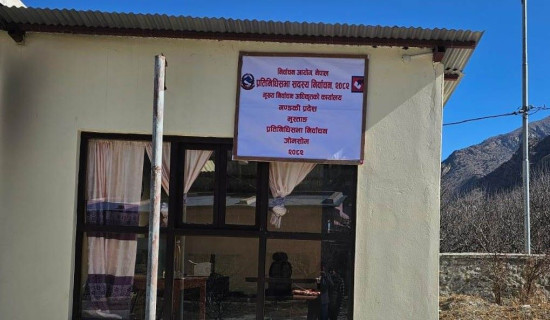 निर्वाचन आयोग नेपाल
प्रतिनिधिसभा सदस्य निर्वाचन, २०८२
मुख्य निर्वाचन अधिकृतको कार्यालय
गण्डकी प्रदेश
मुस्ताङ
प्रतिनिधिसभा निर्वाचन
जोमसोम
२०८२